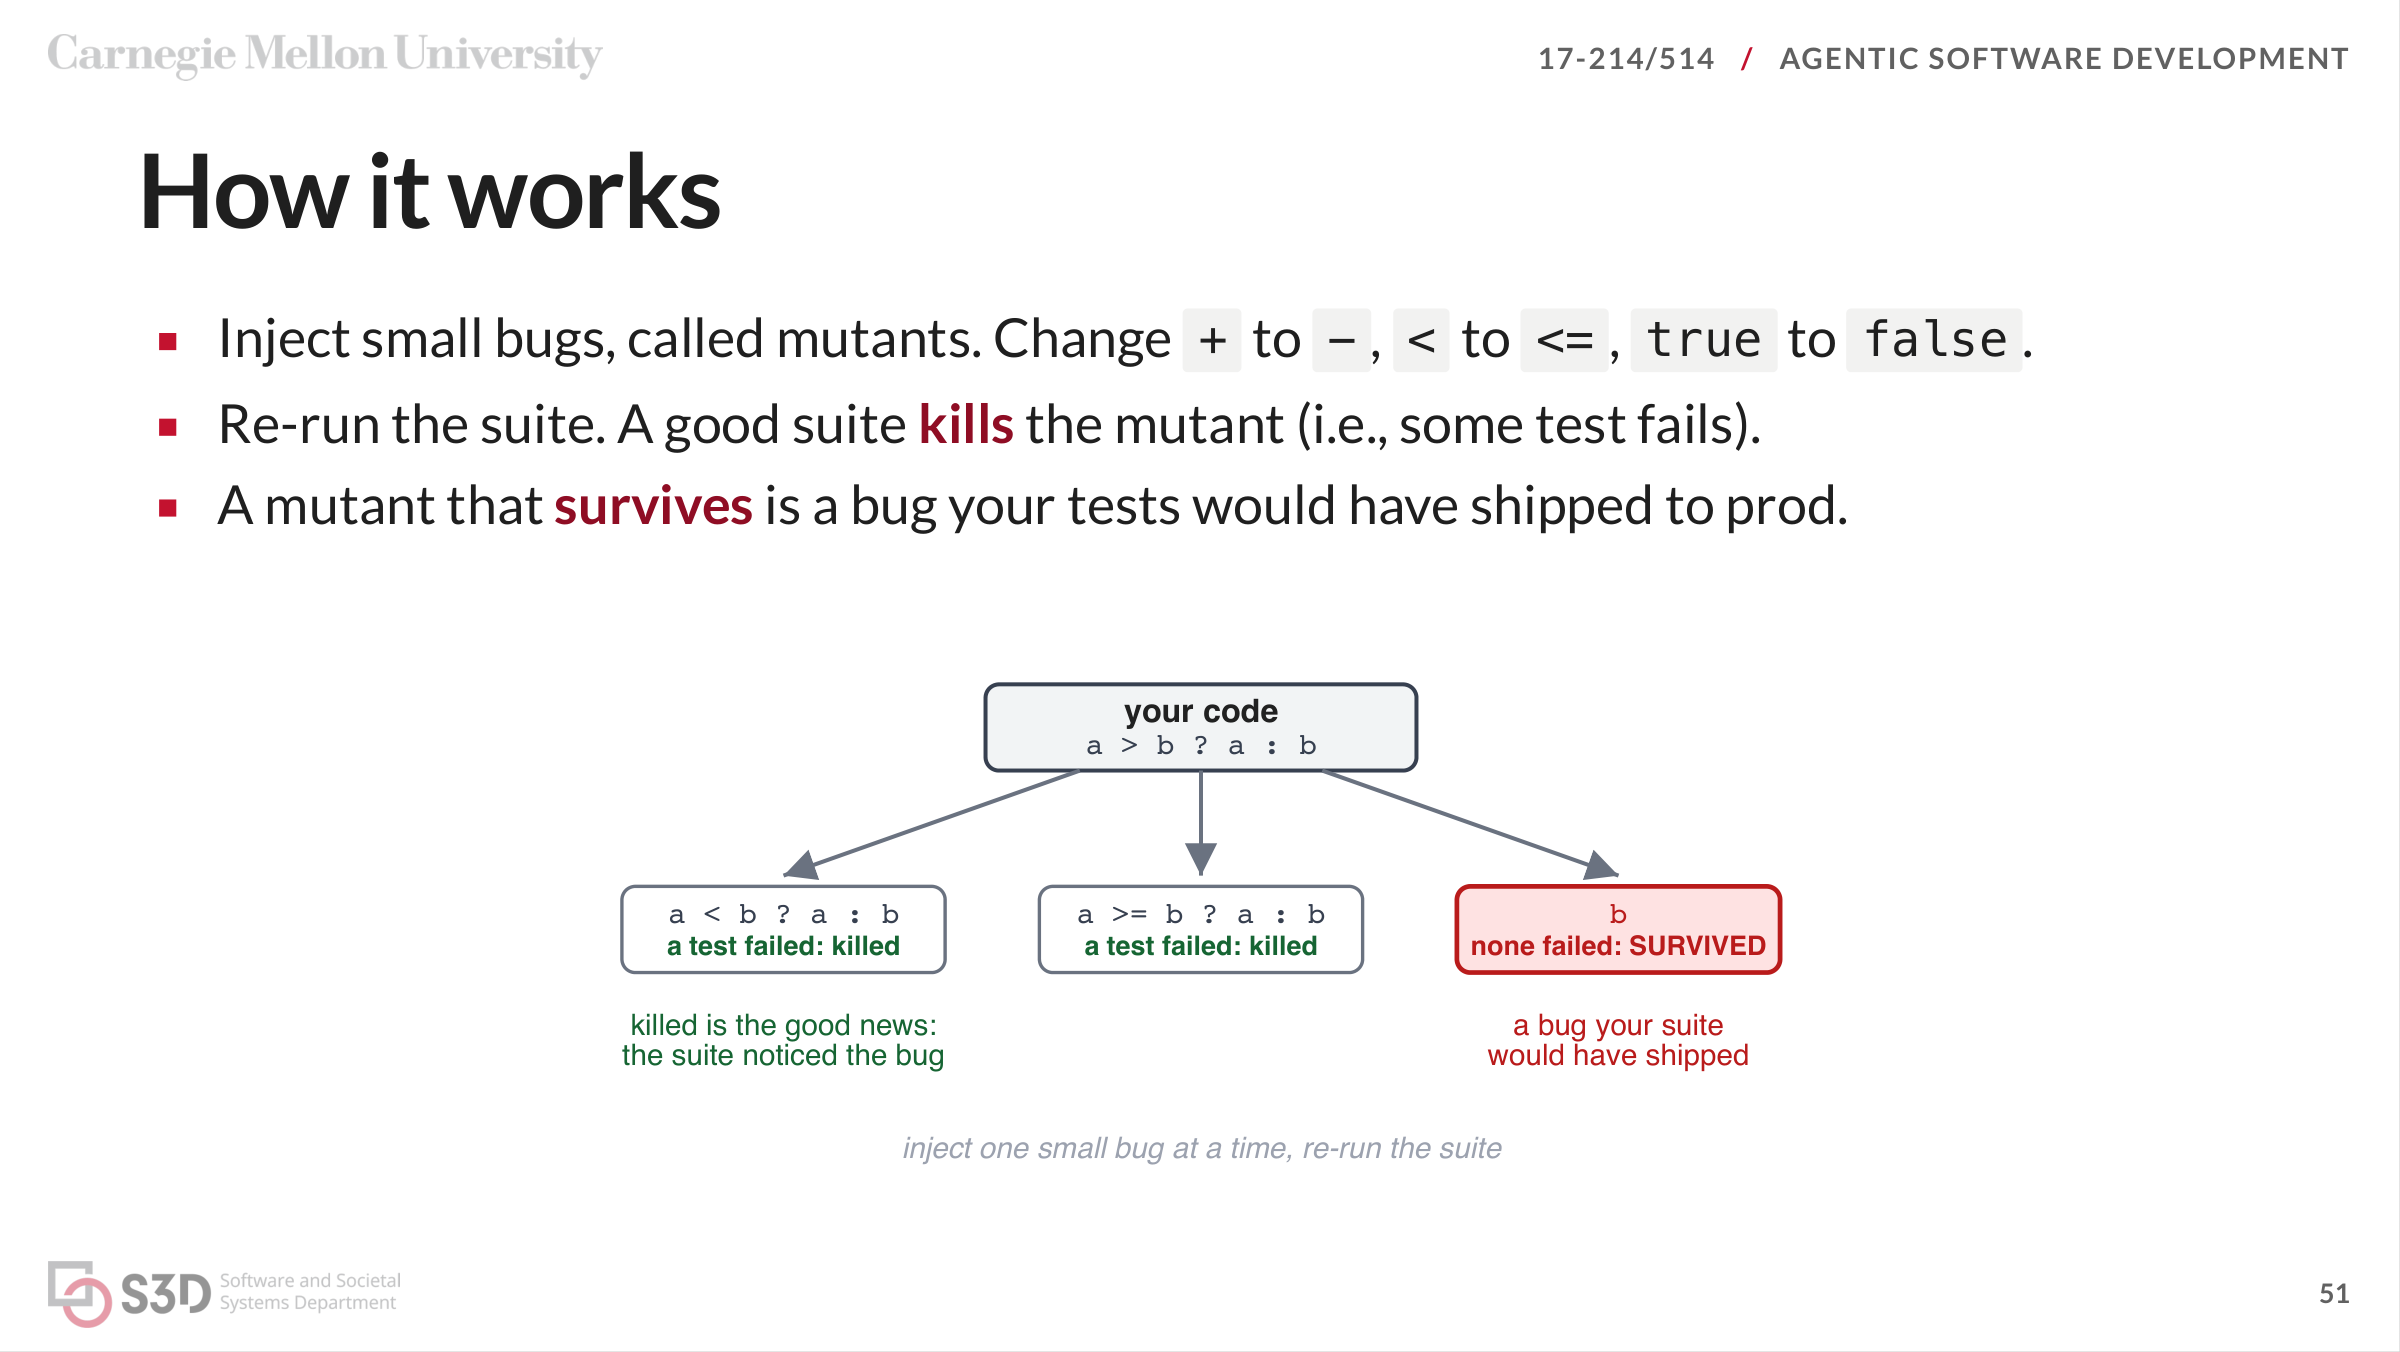 Carnegie Mellon University
17-214/514 / AGENTIC SOFTWARE DEVELOPMENT
How it works
Inject small bugs, called mutants. Change + to −, < to <=, true to false.
Re-run the suite. A good suite kills the mutant (i.e., some test fails).
A mutant that survives is a bug your tests would have shipped to prod.
your code
a > b ? a : b
a < b ? a : b
a test failed: killed
a >= b ? a : b
a test failed: killed
b
none failed: SURVIVED
killed is the good news:
the suite noticed the bug
a bug your suite
would have shipped
inject one small bug at a time, re-run the suite
S3D
Software and Societal
Systems Department
51